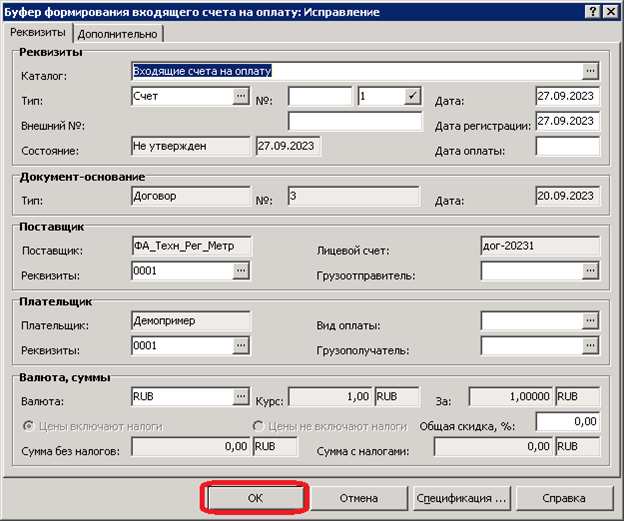 Буфер формирования входящего счета на оплату: Исправление
Реквизиты Дополнительно
Реквизиты
Каталог: Входящие счета на оплату ...
Тип: Счет ... №: 1 Дата: 27.09.2023
Внешний №: Дата регистрации: 27.09.2023
Состояние: Не утвержден 27.09.2023 Дата оплаты:
Документ-основание
Тип: Договор №: 3 Дата: 20.09.2023
Поставщик
Поставщик: ФА_Техн_Рег_Метр Лицевой счет: дог-20231
Реквизиты: 0001 ... Грузоотправитель: ...
Плательщик
Плательщик: Демопример Вид оплаты: ...
Реквизиты: 0001 ... Грузополучатель: ...
Валюта, суммы
Валюта: RUB ... Курс: 1,00 RUB За: 1,00000 RUB
Цены включают налоги Цены не включают налоги Общая скидка, %: 0,00
Сумма без налогов: 0,00 RUB Сумма с налогами: 0,00 RUB
OK Отмена Спецификация ... Справка